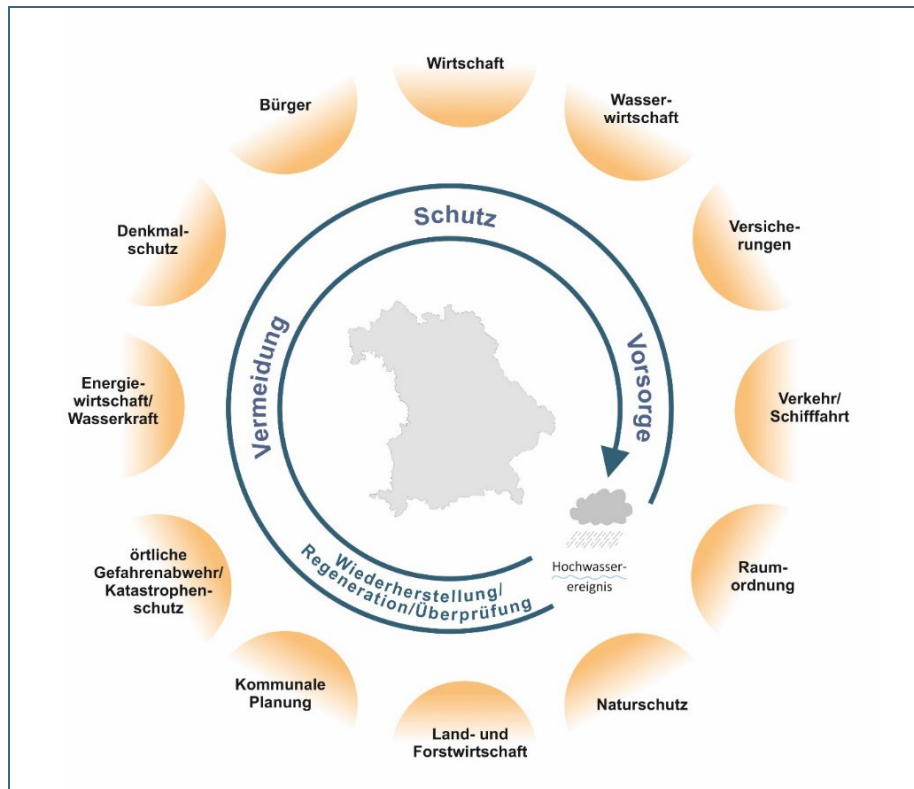 Wirtschaft
Wasser-
wirtschaft
Versiche-
rungen
Verkehr/
Schifffahrt
Raum-
ordnung
Naturschutz
Land- und
Forstwirtschaft
Kommunale
Planung
örtliche
Gefahrenabwehr/
Katastrophen-
schutz
Energie-
wirtschaft/
Wasserkraft
Denkmal-
schutz
Bürger
Schutz
Vorsorge
Hochwasser-
ereignis
Wiederherstellung/
Regeneration/Überprüfung
Vermeidung